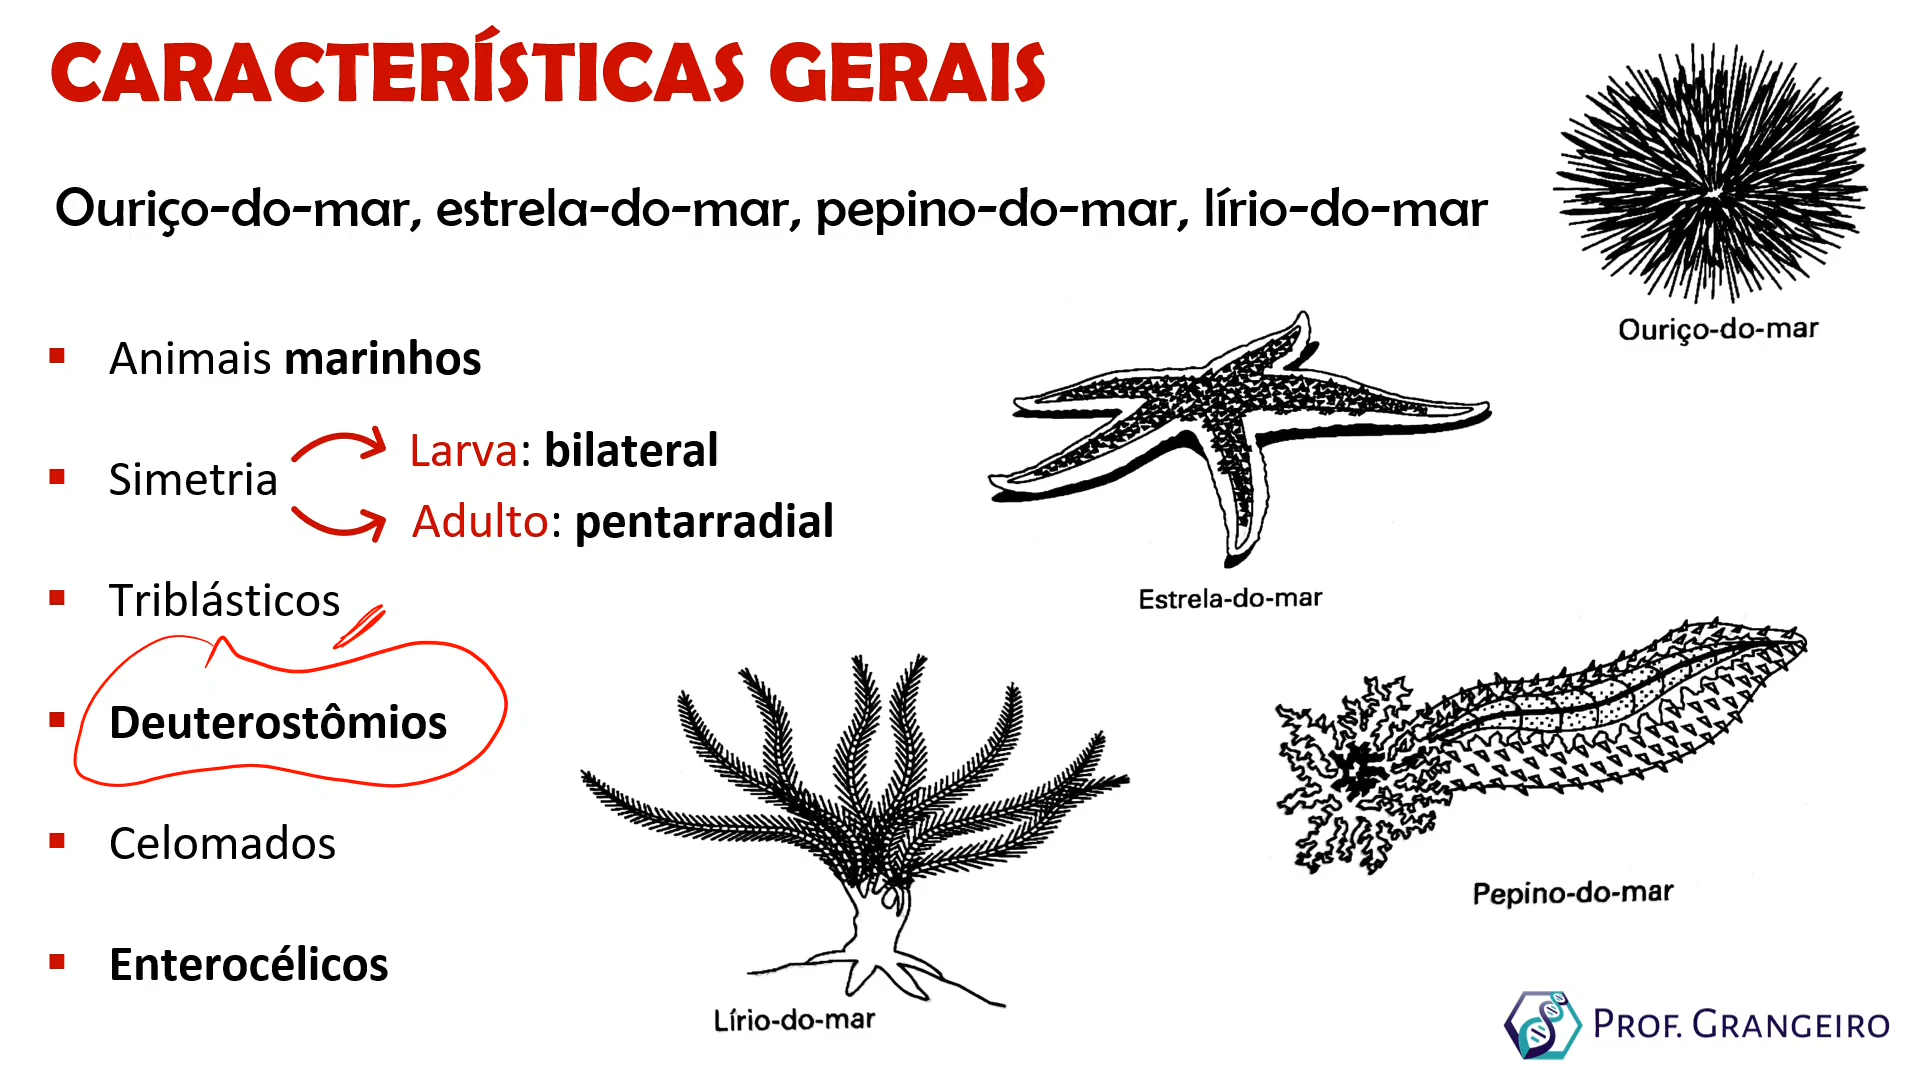 CARACTERÍSTICAS GERAIS
Ouriço-do-mar, estrela-do-mar, pepino-do-mar, lírio-do-mar
Ouriço-do-mar
▪ Animais marinhos
▪ Simetria
Larva: bilateral
Adulto: pentarradial
Estrela-do-mar
▪ Triblásticos
▪ Deuterostômios
▪ Celomados
Pepino-do-mar
▪ Enterocélicos
Lírio-do-mar
PROF. GRANGEIRO